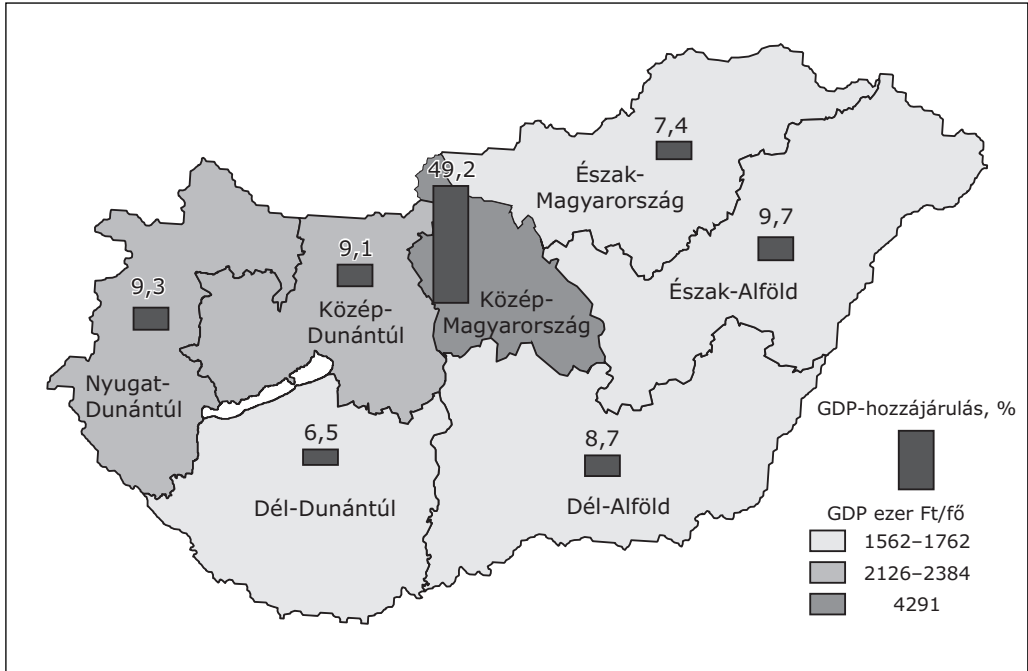 7,4
Észak-
Magyarország
49,2
9,7
Észak-Alföld
9,1
Közép-
Dunántúl
9,3
Nyugat-
Dunántúl
Közép-
Magyarország
6,5
Dél-Dunántúl
8,7
Dél-Alföld
GDP-hozzájárulás, %
GDP ezer Ft/fő
1562–1762
2126–2384
4291